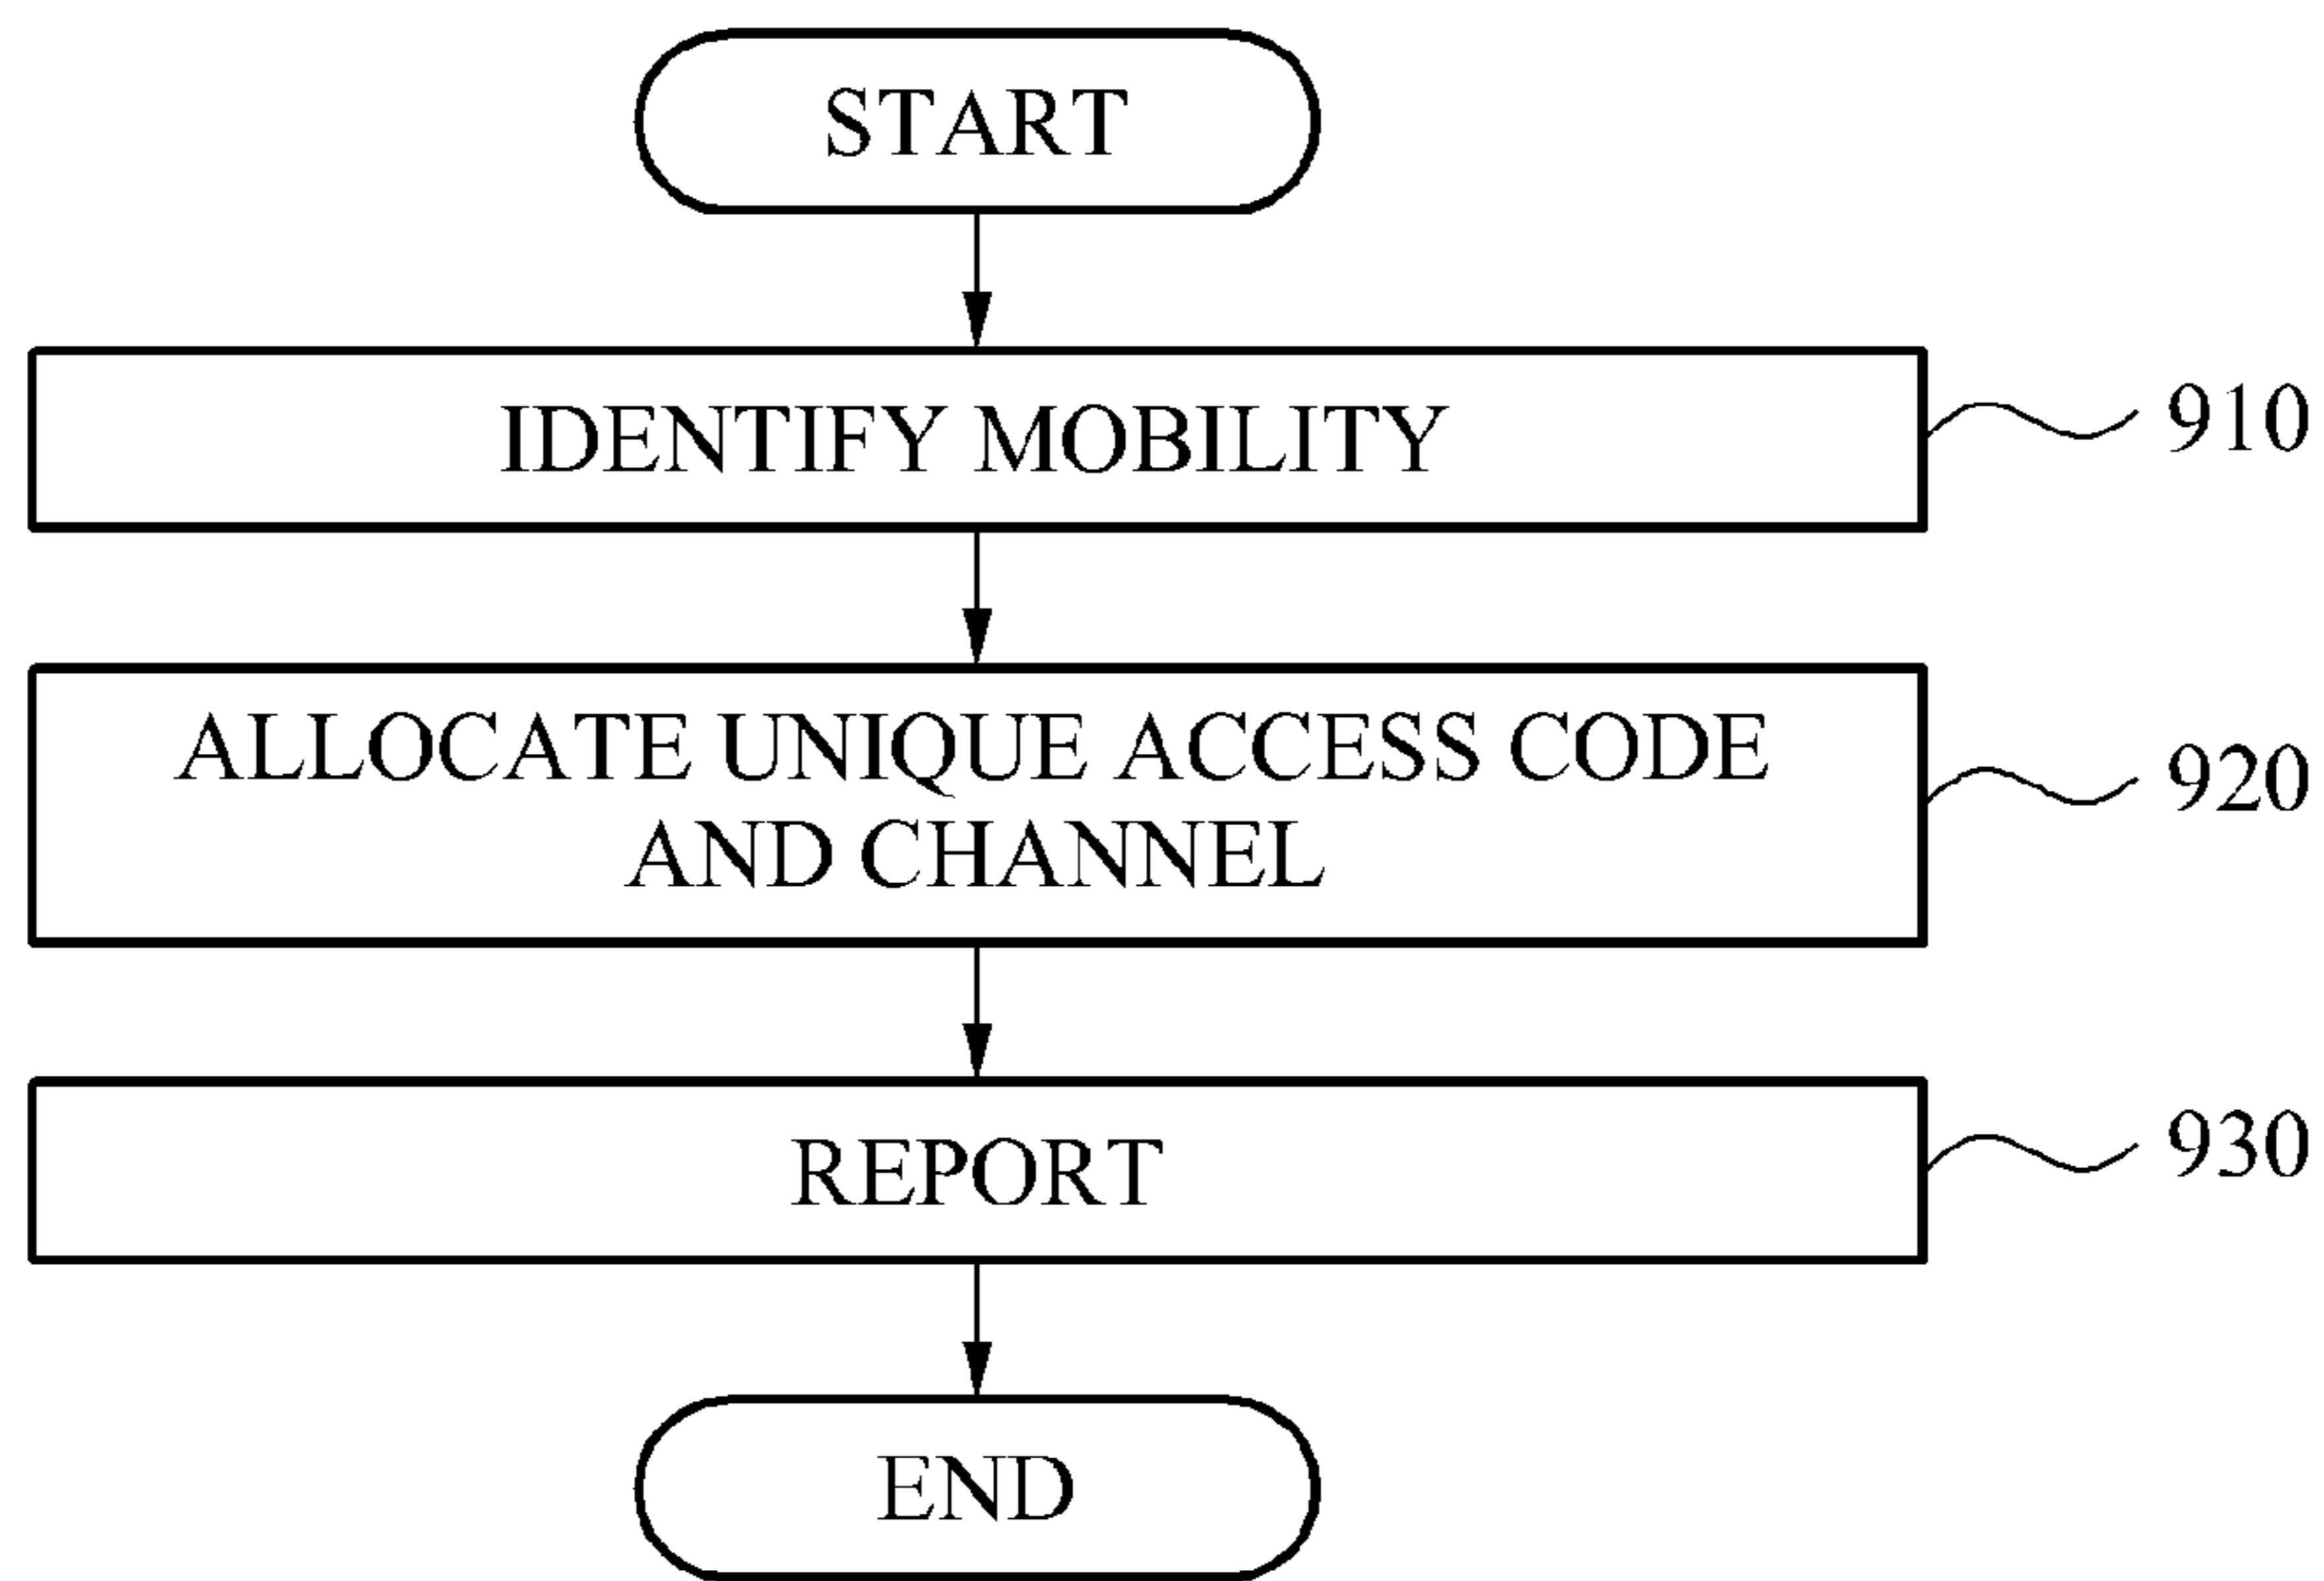 START
IDENTIFY MOBILITY
910
ALLOCATE UNIQUE ACCESS CODE
AND CHANNEL
920
REPORT
930
END